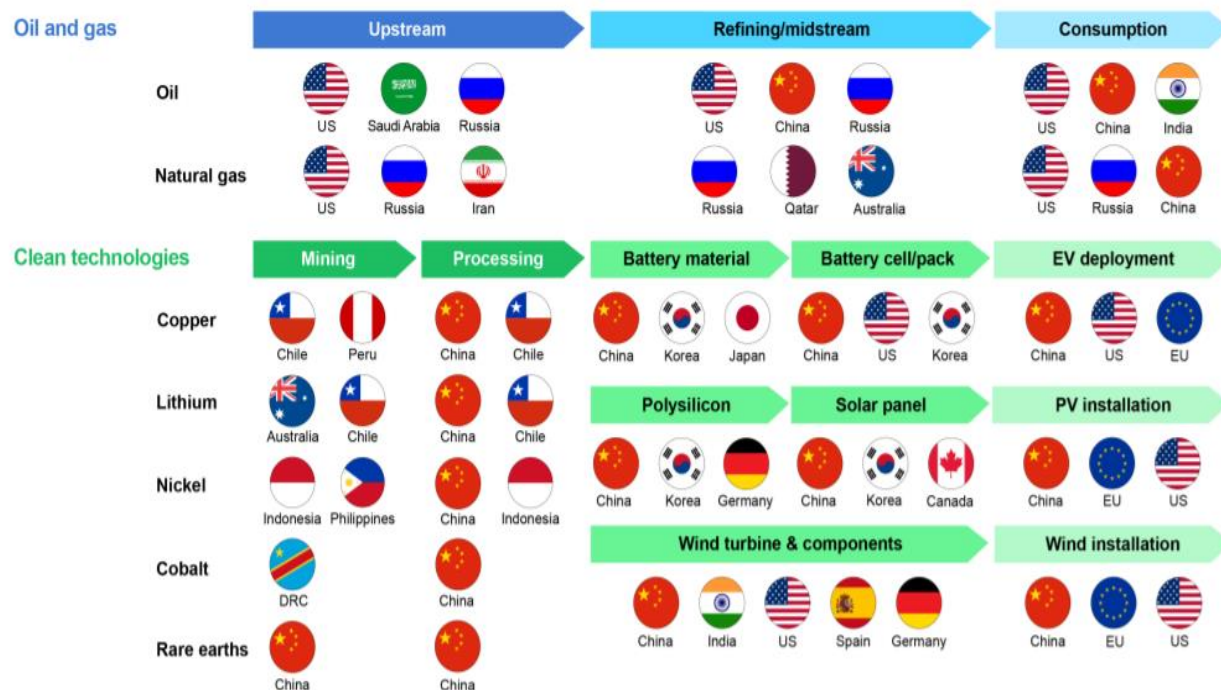 Oil and gas
Upstream
Refining/midstream
Consumption
Oil
US Saudi Arabia Russia
US China Russia
US China India
Natural gas
US Russia Iran
Russia Qatar Australia
US Russia China
Clean technologies
Mining
Processing
Battery material
Battery cell/pack
EV deployment
Copper
Chile Peru
China Chile
China Korea Japan
China US Korea
China US EU
Lithium
Australia Chile
China Chile
Polysilicon
Solar panel
PV installation
Nickel
Indonesia Philippines
China Indonesia
China Korea Germany
China Korea Canada
China EU US
Wind turbine & components
Wind installation
Cobalt
DRC
China
China India US Spain Germany
China EU US
Rare earths
China
China